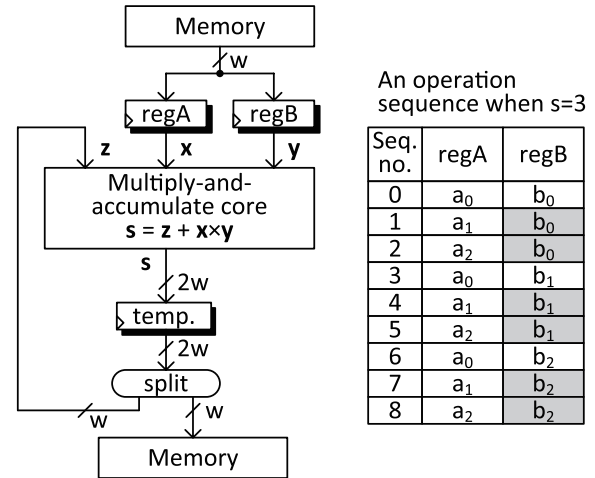 Memory
w
regA
regB
z
x
y
Multiply-and-
accumulate core
s = z + x×y
s
2w
temp.
2w
split
w
w
Memory
An operation
sequence when s=3
Seq. no. regA regB
0 a₀ b₀
1 a₁ b₀
2 a₂ b₀
3 a₀ b₁
4 a₁ b₁
5 a₂ b₁
6 a₀ b₂
7 a₁ b₂
8 a₂ b₂